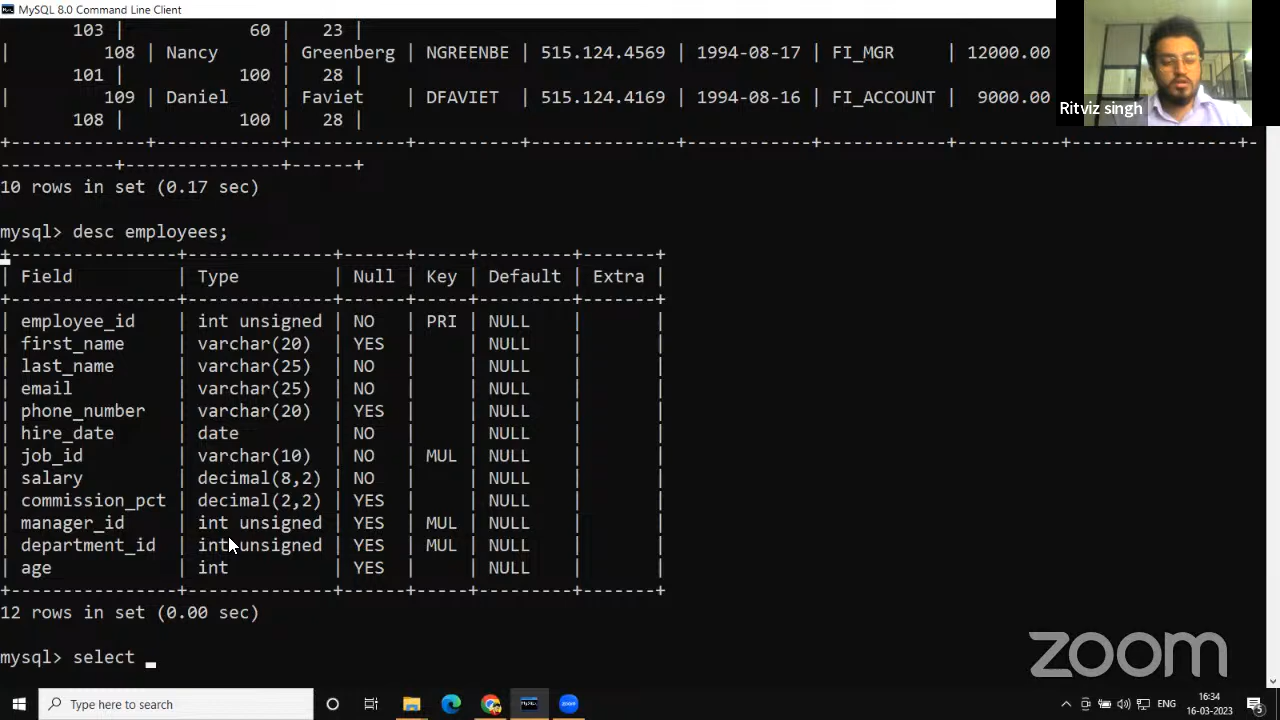 MySQL 8.0 Command Line Client
103 | 60 | 23 |
| 108 | Nancy | Greenberg | NGREENBE | 515.124.4569 | 1994-08-17 | FI_MGR | 12000.00
101 | 100 | 28 |
| 109 | Daniel | Faviet | DFAVIET | 515.124.4169 | 1994-08-16 | FI_ACCOUNT | 9000.00
108 | 100 | 28 |
+-------------+------------+-----------+----------+--------------+------------+------------+----------+----------------+-
-----------+---------------+------+
10 rows in set (0.17 sec)
mysql> desc employees;
+----------------+--------------+------+-----+---------+-------+
| Field | Type | Null | Key | Default | Extra |
+----------------+--------------+------+-----+---------+-------+
| employee_id | int unsigned | NO | PRI | NULL | |
| first_name | varchar(20) | YES | | NULL | |
| last_name | varchar(25) | NO | | NULL | |
| email | varchar(25) | NO | | NULL | |
| phone_number | varchar(20) | YES | | NULL | |
| hire_date | date | NO | | NULL | |
| job_id | varchar(10) | NO | MUL | NULL | |
| salary | decimal(8,2) | NO | | NULL | |
| commission_pct | decimal(2,2) | YES | | NULL | |
| manager_id | int unsigned | YES | MUL | NULL | |
| department_id | int unsigned | YES | MUL | NULL | |
| age | int | YES | | NULL | |
+----------------+--------------+------+-----+---------+-------+
12 rows in set (0.00 sec)
mysql> select _
Ritviz singh
zoom
Type here to search
zoom
ENG
16:34
16-03-2023